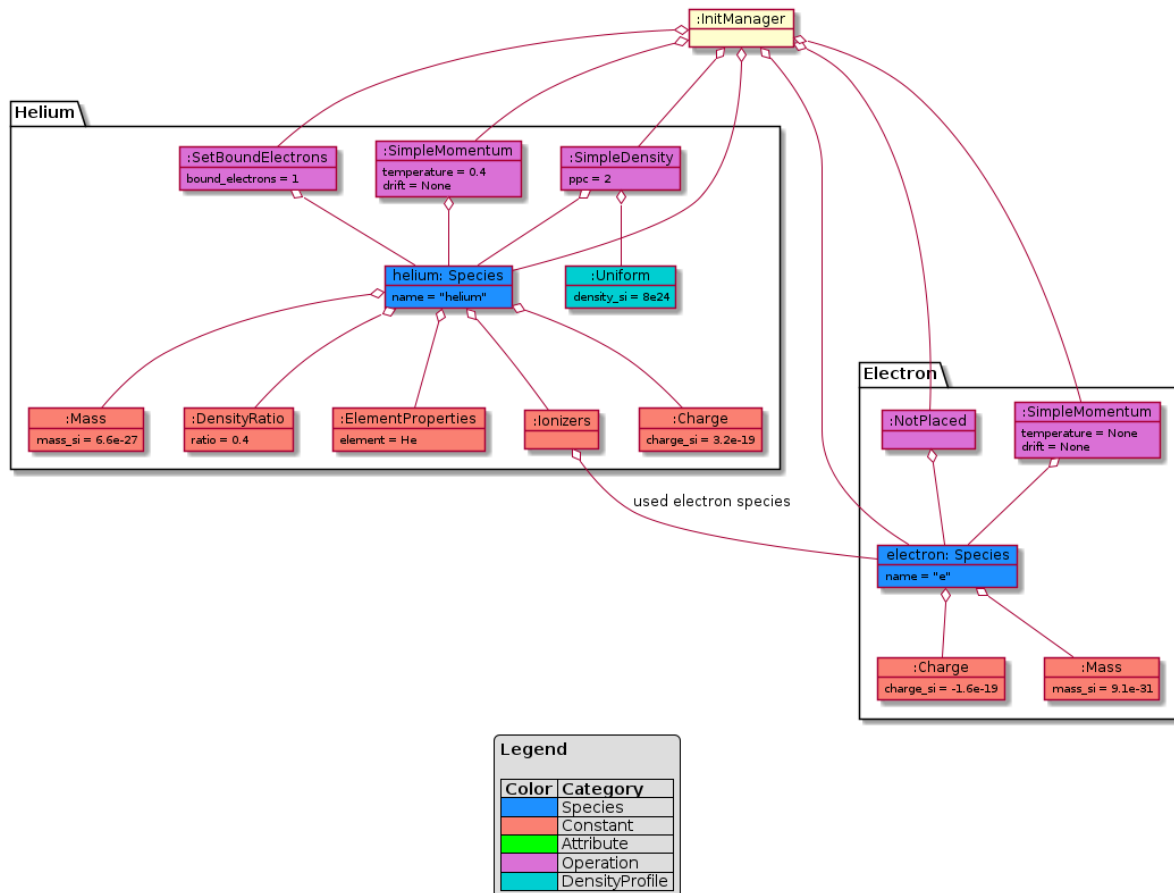 :InitManager
Helium
:SetBoundElectrons
bound_electrons = 1
:SimpleMomentum
temperature = 0.4
drift = None
:SimpleDensity
ppc = 2
helium: Species
name = "helium"
:Uniform
density_si = 8e24
:Mass
mass_si = 6.6e-27
:DensityRatio
ratio = 0.4
:ElementProperties
element = He
:Ionizers
:Charge
charge_si = 3.2e-19
used electron species
Electron
:NotPlaced
:SimpleMomentum
temperature = None
drift = None
electron: Species
name = "e"
:Charge
charge_si = -1.6e-19
:Mass
mass_si = 9.1e-31
Legend
Color Category
Species
Constant
Attribute
Operation
DensityProfile